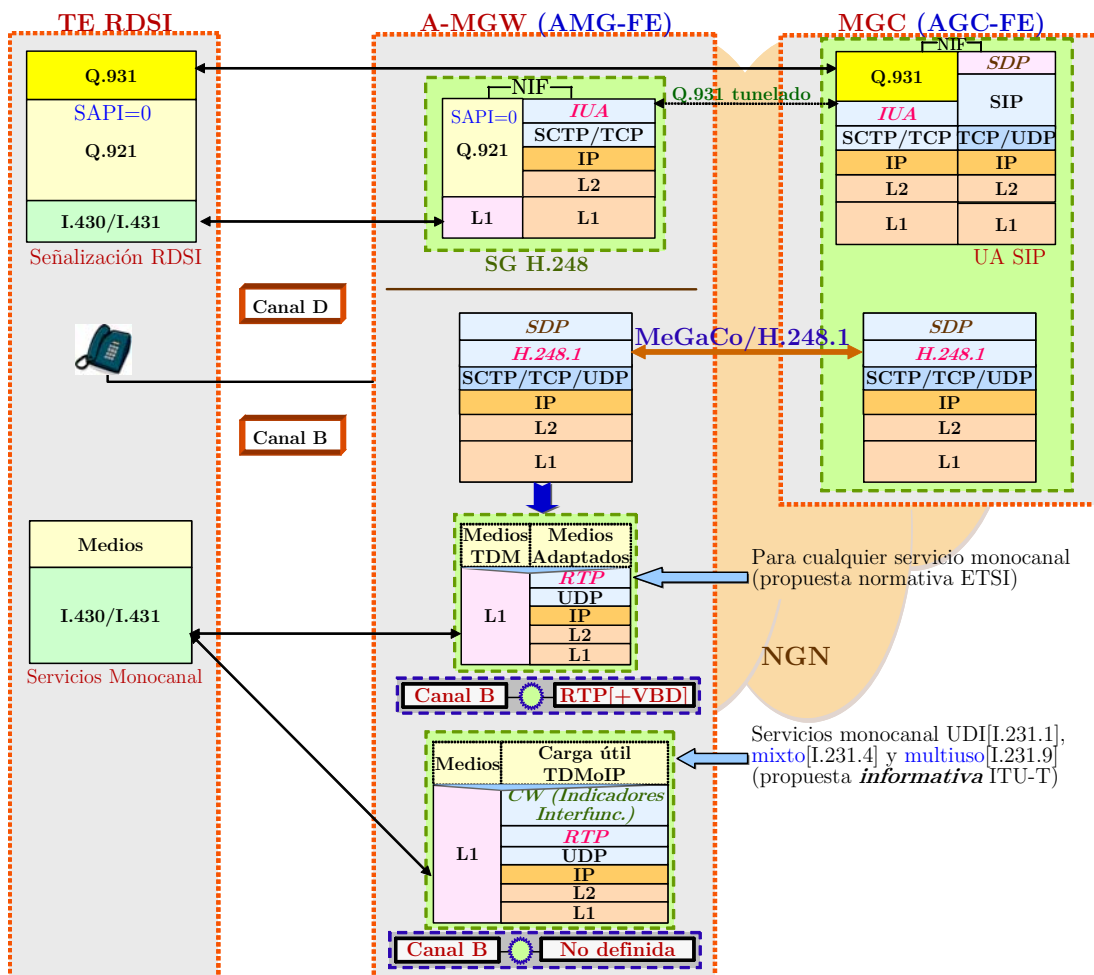 TE RDSI
A-MGW (AMG-FE)
MGC (AGC-FE)
Q.931
SAPI=0
Q.921
I.430/I.431
Señalización RDSI
NIF
SAPI=0
Q.921
L1
IUA
SCTP/TCP
IP
L2
L1
SG H.248
Q.931 tunelado
NIF
Q.931
IUA
SCTP/TCP
IP
L2
L1
SDP
SIP
TCP/UDP
IP
L2
L1
UA SIP
Canal D
Canal B
SDP
H.248.1
SCTP/TCP/UDP
IP
L2
L1
MeGaCo/H.248.1
SDP
H.248.1
SCTP/TCP/UDP
IP
L2
L1
Medios
I.430/I.431
Servicios Monocanal
Medios
TDM
L1
Medios
Adaptados
RTP
UDP
IP
L2
L1
Canal B
RTP[+VBD]
Para cualquier servicio monocanal
(propuesta normativa ETSI)
NGN
Medios
L1
Carga útil
TDMoIP
CW (Indicadores
Interfunc.)
RTP
UDP
IP
L2
L1
Canal B
No definida
Servicios monocanal UDI[I.231.1],
mixto[I.231.4] y multiuso[I.231.9]
(propuesta informativa ITU-T)